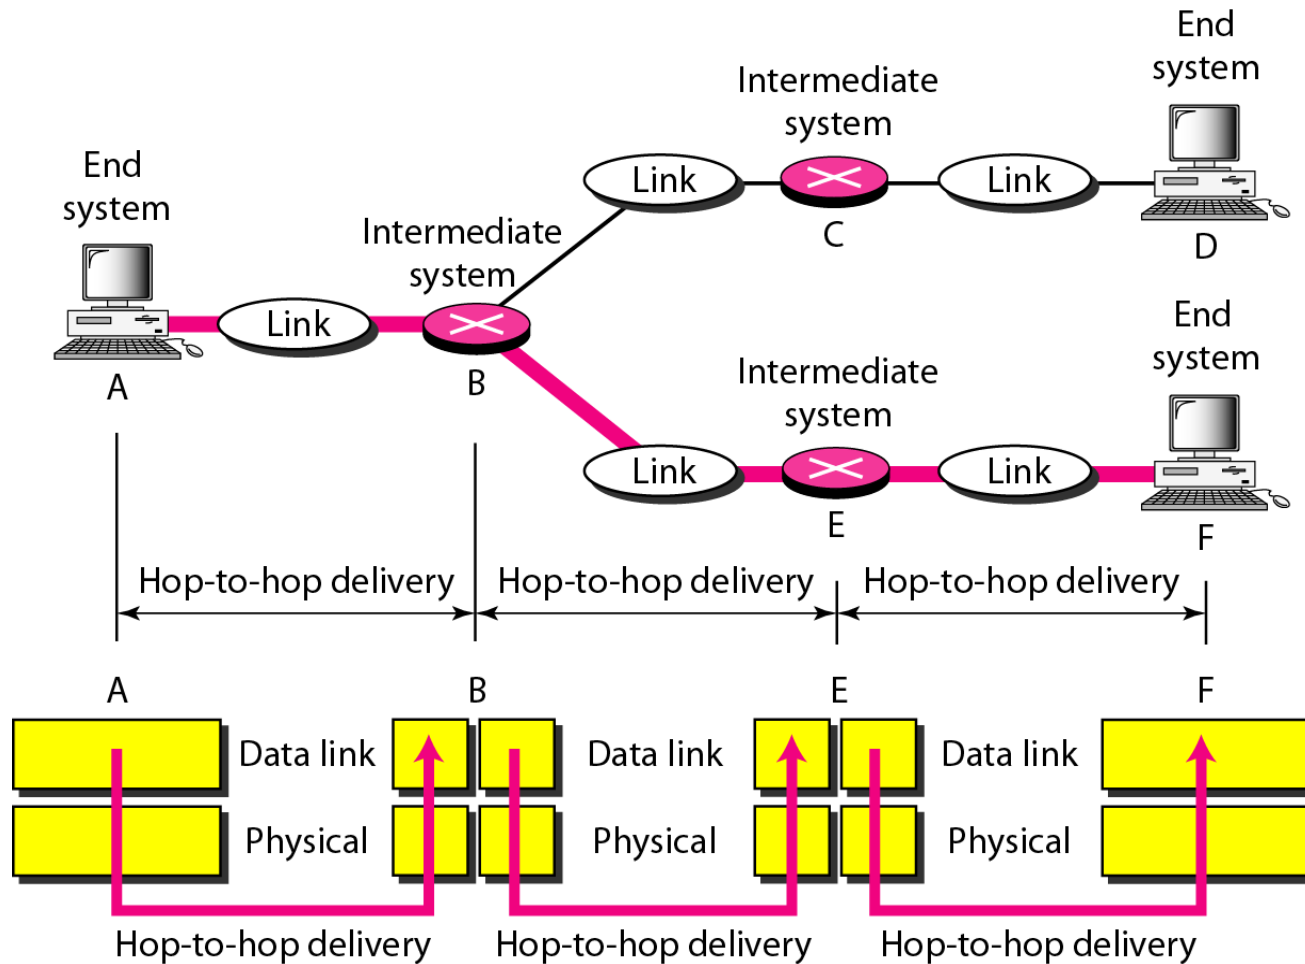 End
system
Intermediate
system
Link
Link
C
D
End
system
Intermediate
system
Link
A
B
End
system
Intermediate
system
Link
Link
E
F
Hop-to-hop delivery
Hop-to-hop delivery
Hop-to-hop delivery
A
B
E
F
Data link
Data link
Data link
Physical
Physical
Physical
Hop-to-hop delivery
Hop-to-hop delivery
Hop-to-hop delivery